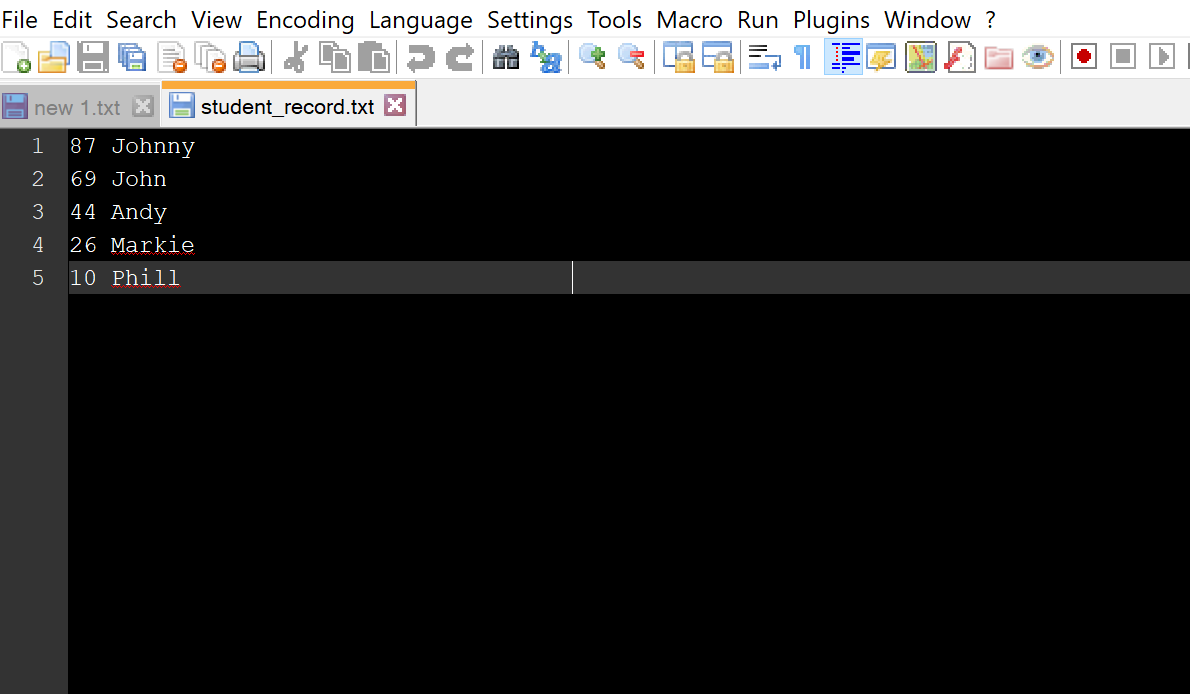 File Edit Search View Encoding Language Settings Tools Macro Run Plugins Window ?
new 1.txt student_record.txt
1 87 Johnny
2 69 John
3 44 Andy
4 26 Markie
5 10 Phill